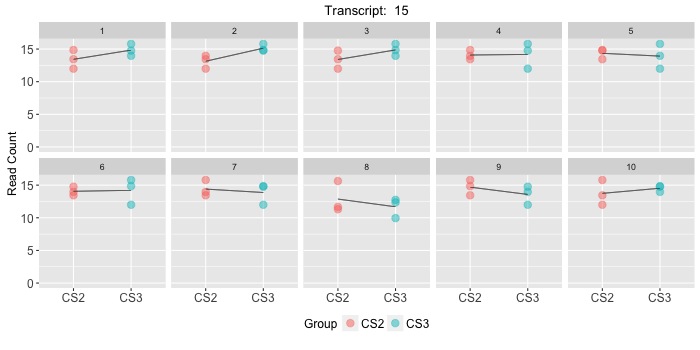 Transcript: 15
1 2 3 4 5
15
10
5
0
6 7 8 9 10
15
10
5
0
Read Count
CS2 CS3 CS2 CS3 CS2 CS3 CS2 CS3 CS2 CS3
Group CS2 CS3